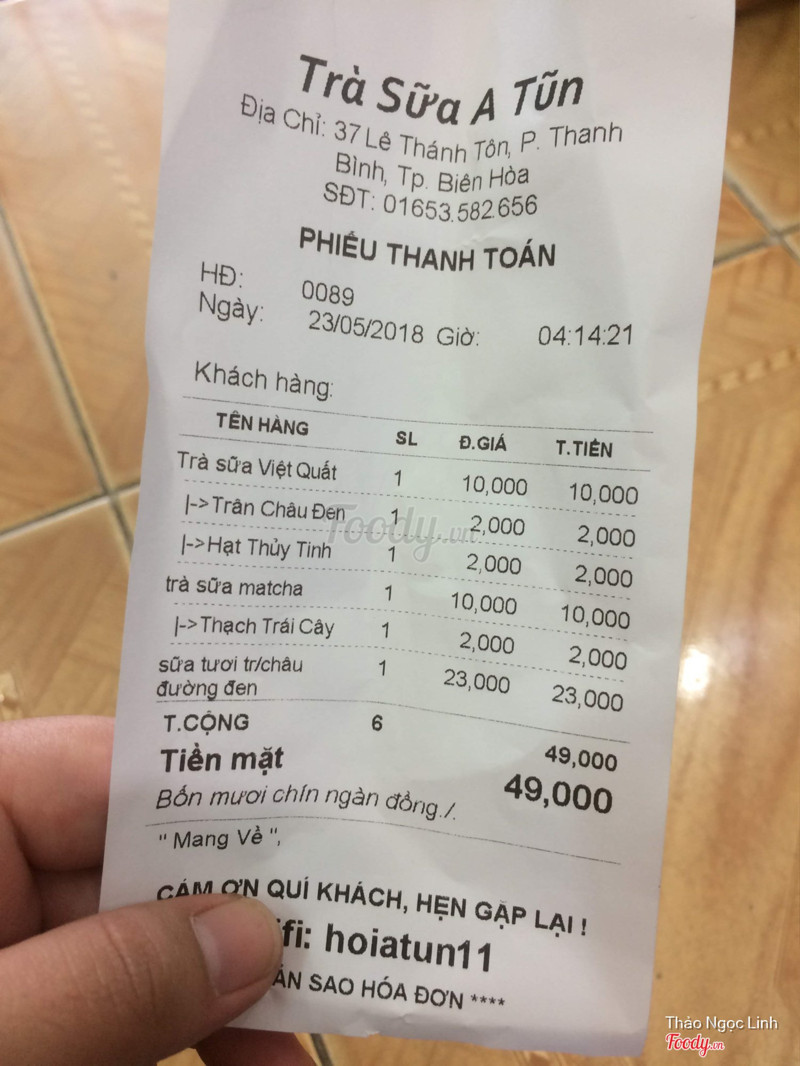 Trà Sữa A Tũn
Địa Chỉ: 37 Lê Thánh Tôn, P. Thanh
Bình, Tp. Biên Hòa
SĐT: 01653.582.656
PHIẾU THANH TOÁN
HĐ: 0089
Ngày: 23/05/2018 Giờ: 04:14:21
Khách hàng:
TÊN HÀNG SL Đ.GIÁ T.TIỀN
Trà sữa Việt Quất 1 10,000 10,000
|->Trân Châu Đen 1 2,000 2,000
|->Hạt Thủy Tinh 1 2,000 2,000
trà sữa matcha 1 10,000 10,000
|->Thạch Trái Cây 1 2,000 2,000
sữa tươi tr/châu 1 23,000 23,000
đường đen
T.CỘNG 6 49,000
Tiền mặt 49,000
Bốn mươi chín ngàn đồng./.
" Mang Về ",
CÁM ƠN QUÍ KHÁCH, HẸN GẶP LẠI !
ifi: hoiatun11
ÁN SAO HÓA ĐƠN ****
Foody.vn
Thảo Ngọc Linh
Foody.vn